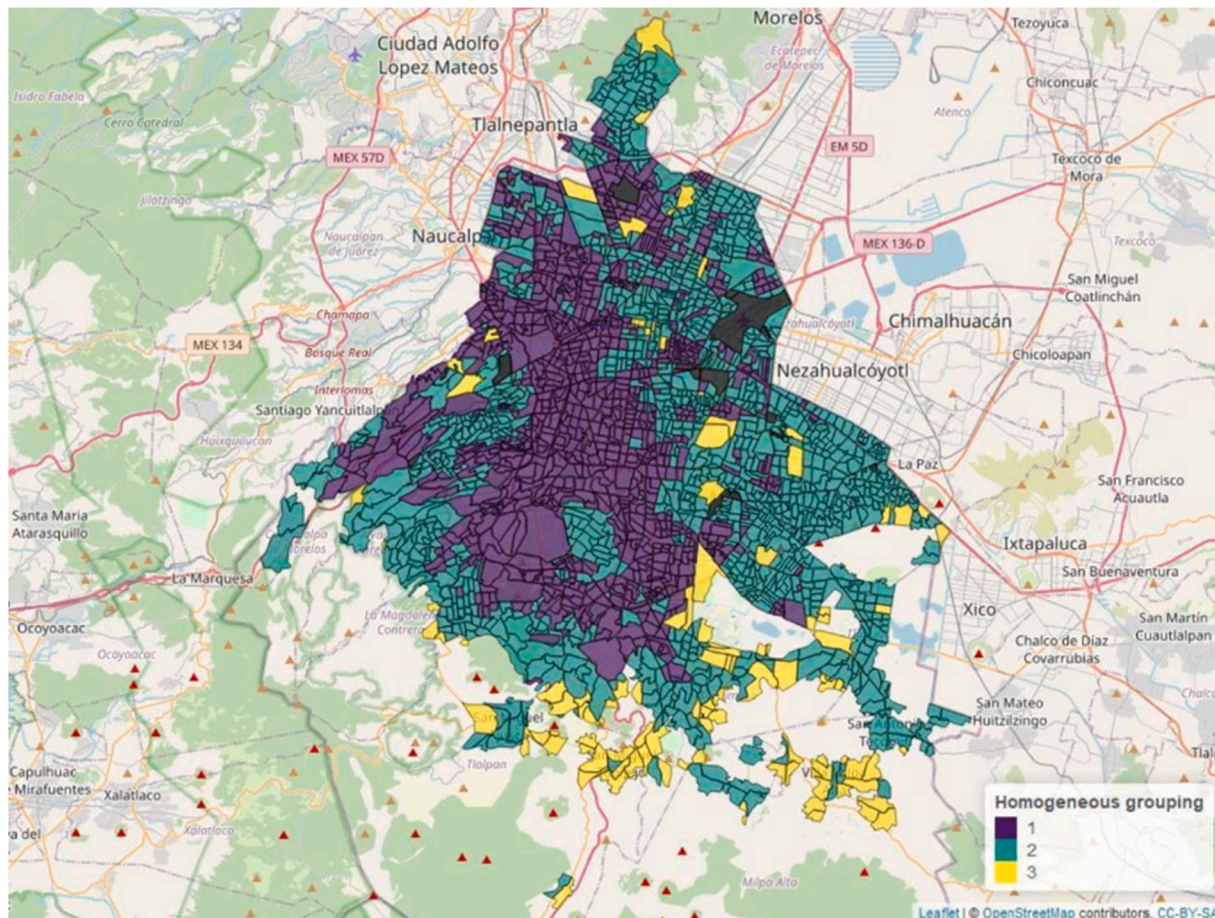 Morelos
Tezoyuca
Ciudad Adolfo
Lopez Mateos
Ecatepec
de Morelos
Chiconcuac
Isidro Fabela
Atenco
Cerro Catedral
Tlalnepantla
MEX 57D
EM 5D
Texcoco de
Mora
Jilotzingo
Naucalpan
de Juárez
Naucalp
MEX 136-D
Texcoco
San Miguel
Coatlinchán
Chamapa
zahualcóyotl
Chimalhuacán
MEX 134
Bosque Real
Chicoloapan
Nezahualcóyotl
Interlomas
Santiago Yancuitlalpa
Huixquilucan
La Paz
San Francisco
Acuautla
Santa Maria
Atarasquillo
Ixtapaluca
La Marquesa
San Buenaventura
Xico
La Magdalena
Contreras
San Martín
Cuautlalpan
Ocoyoacac
Chalco de Díaz
Covarrubias
Ocoyoacac
San Mateo
Huitzilzingo
Tlalpan
Capulhuac
Mirafuentes
Xalatlaco
Xalatlaco
Milpa Alta
Homogeneous grouping
1
2
3
Leaflet | © OpenStreetMap contributors, CC-BY-SA